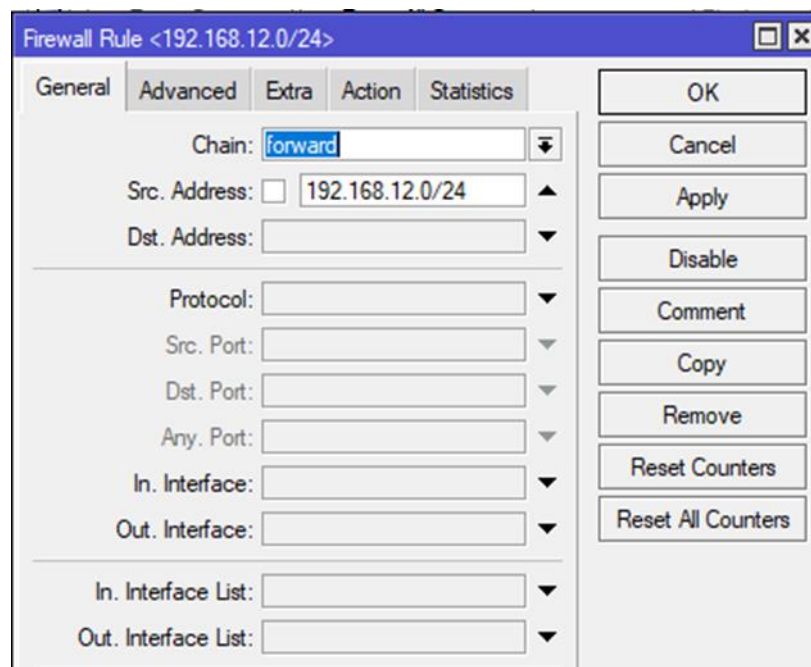 Firewall Rule <192.168.12.0/24>
General Advanced Extra Action Statistics
Chain: forward
Src. Address: 192.168.12.0/24
Dst. Address:
Protocol:
Src. Port:
Dst. Port:
Any. Port:
In. Interface:
Out. Interface:
In. Interface List:
Out. Interface List:
OK
Cancel
Apply
Disable
Comment
Copy
Remove
Reset Counters
Reset All Counters